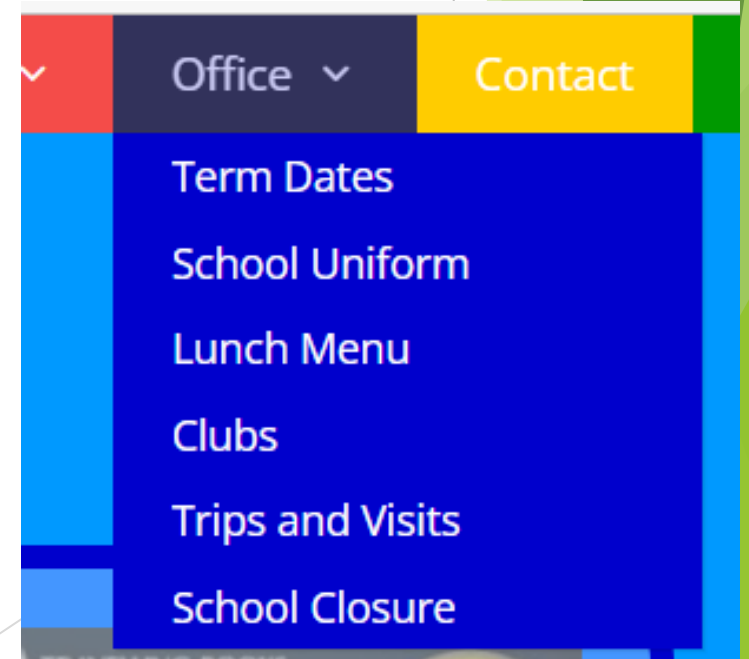 Office Contact
Term Dates
School Uniform
Lunch Menu
Clubs
Trips and Visits
School Closure